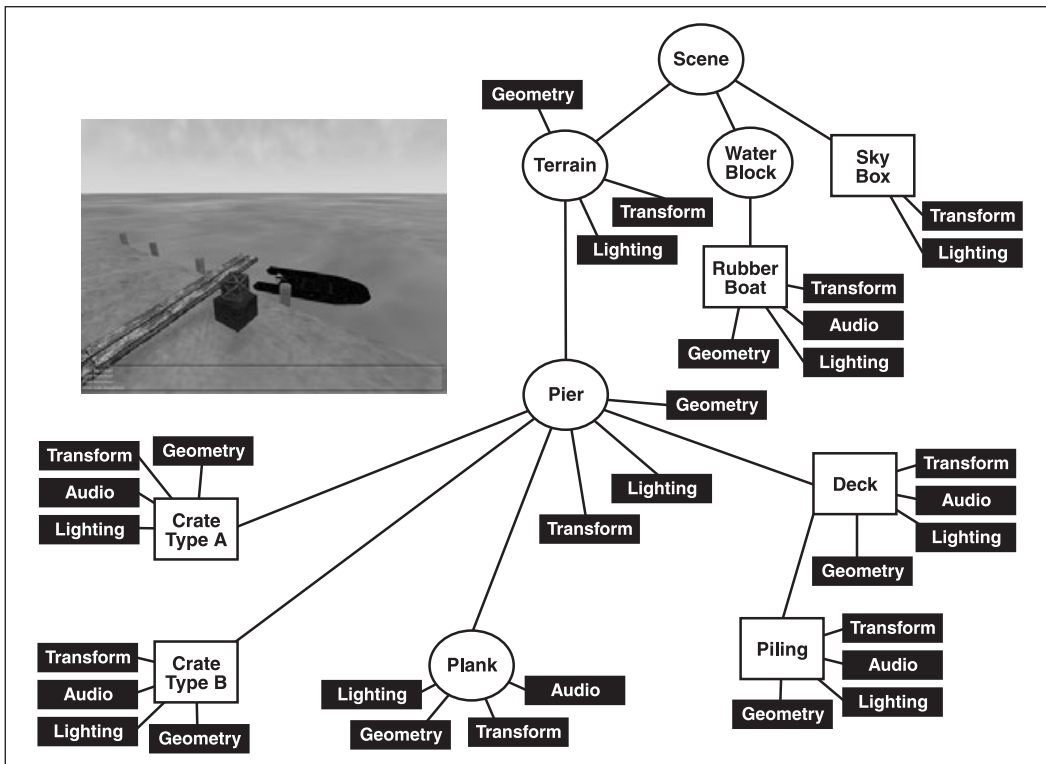 Scene
Geometry
Terrain
Water
Block
Sky
Box
Transform
Lighting
Transform
Lighting
Rubber
Boat
Transform
Audio
Lighting
Geometry
Pier
Geometry
Lighting
Transform
Transform
Geometry
Audio
Lighting
Crate
Type A
Deck
Transform
Audio
Lighting
Geometry
Transform
Audio
Lighting
Crate
Type B
Geometry
Plank
Lighting
Audio
Geometry
Transform
Piling
Transform
Audio
Lighting
Geometry